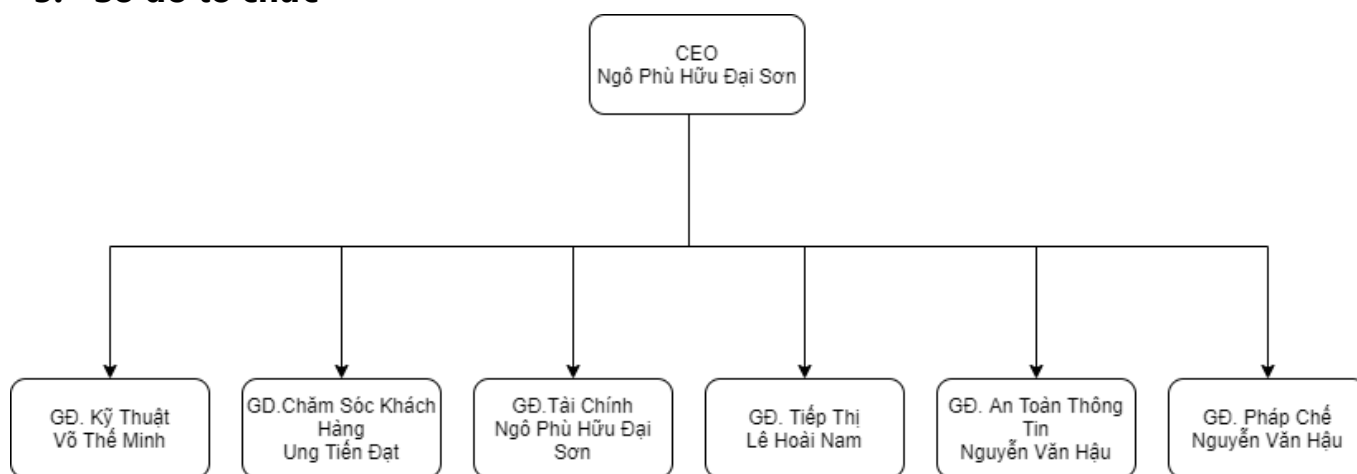 CEO
Ngô Phù Hữu Đại Sơn
GĐ. Kỹ Thuật
Võ Thế Minh
GD.Chăm Sóc Khách
Hàng
Ung Tiến Đạt
GĐ.Tài Chính
Ngô Phù Hữu Đại
Sơn
GĐ. Tiếp Thị
Lê Hoài Nam
GĐ. An Toàn Thông
Tin
Nguyễn Văn Hậu
GĐ. Pháp Chế
Nguyễn Văn Hậu